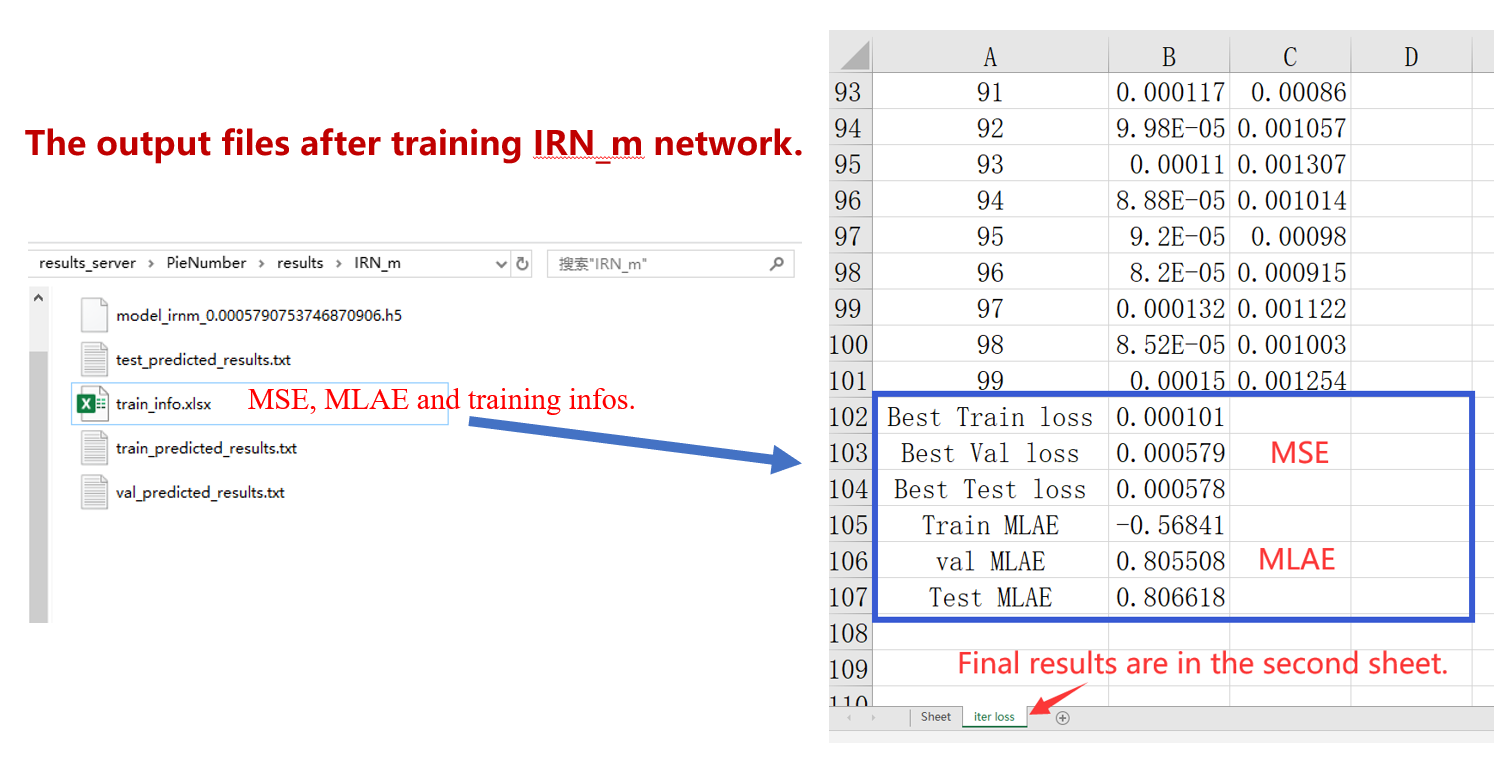 The output files after training IRN_m network.
results_server > PieNumber > results > IRN_m
搜索"IRN_m"
model_irnm_0.0005790753746870906.h5
test_predicted_results.txt
train_info.xlsx
MSE, MLAE and training infos.
train_predicted_results.txt
val_predicted_results.txt
A B C D
93 91 0.000117 0.00086
94 92 9.98E-05 0.001057
95 93 0.00011 0.001307
96 94 8.88E-05 0.001014
97 95 9.2E-05 0.00098
98 96 8.2E-05 0.000915
99 97 0.000132 0.001122
100 98 8.52E-05 0.001003
101 99 0.00015 0.001254
102 Best Train loss 0.000101
103 Best Val loss 0.000579 MSE
104 Best Test loss 0.000578
105 Train MLAE -0.56841
106 val MLAE 0.805508 MLAE
107 Test MLAE 0.806618
108
109
Final results are in the second sheet.
110
Sheet iter loss